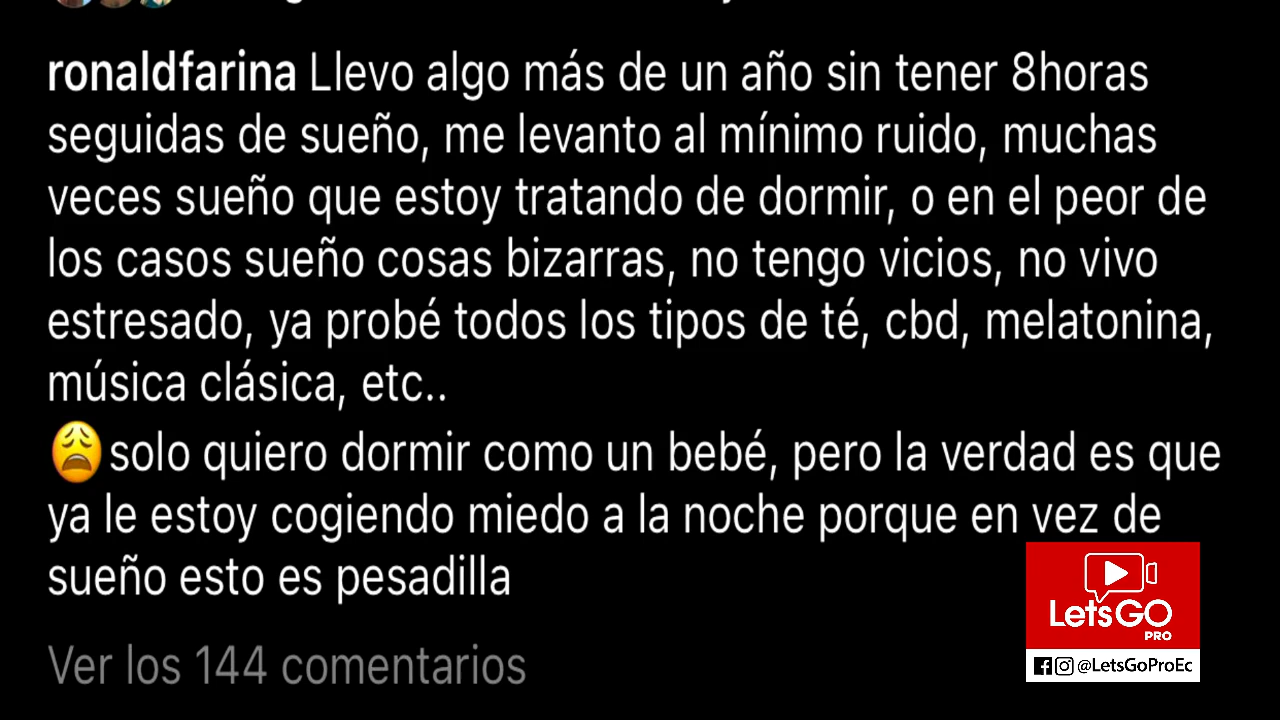 ronaldfarina Llevo algo más de un año sin tener 8horas
seguidas de sueño, me levanto al mínimo ruido, muchas
veces sueño que estoy tratando de dormir, o en el peor de
los casos sueño cosas bizarras, no tengo vicios, no vivo
estresado, ya probé todos los tipos de té, cbd, melatonina,
música clásica, etc..
😩solo quiero dormir como un bebé, pero la verdad es que
ya le estoy cogiendo miedo a la noche porque en vez de
sueño esto es pesadilla
LetsGO
PRO
@LetsGoProEc
Ver los 144 comentarios